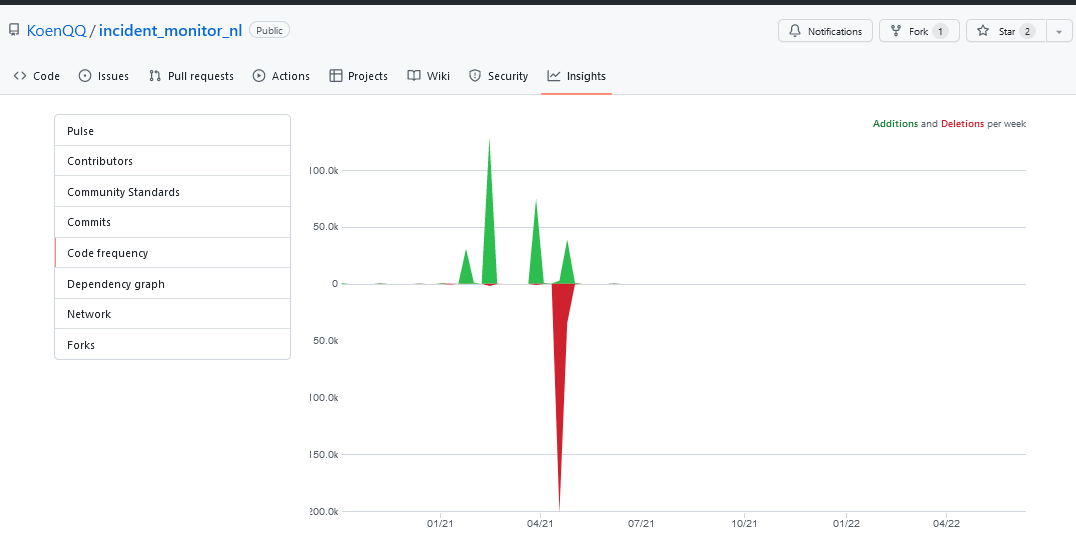 KoenQQ / incident_monitor_nl Public
Notifications Fork 1 Star 2
Code Issues Pull requests Actions Projects Wiki Security Insights
Pulse
Contributors
Community Standards
Commits
Code frequency
Dependency graph
Network
Forks
Additions and Deletions per week
100.0k
50.0k
0
50.0k
100.0k
150.0k
200.0k
01/21 04/21 07/21 10/21 01/22 04/22